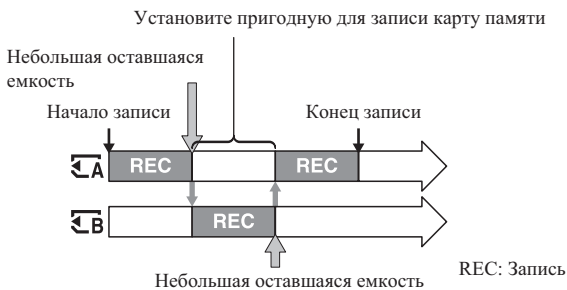 Установите пригодную для записи карту памяти
Небольшая оставшаяся
емкость
Начало записи
Конец записи
A REC REC
B REC
Небольшая оставшаяся емкость
REC: Запись